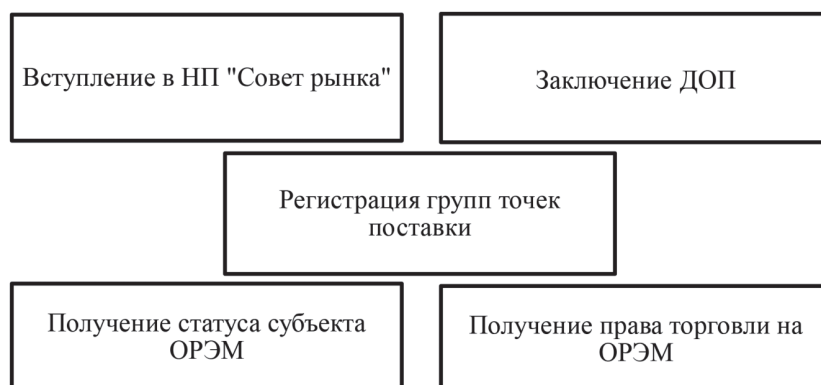 Вступление в НП "Совет рынка"
Заключение ДОП
Регистрация групп точек
поставки
Получение статуса субъекта
ОРЭМ
Получение права торговли на
ОРЭМ